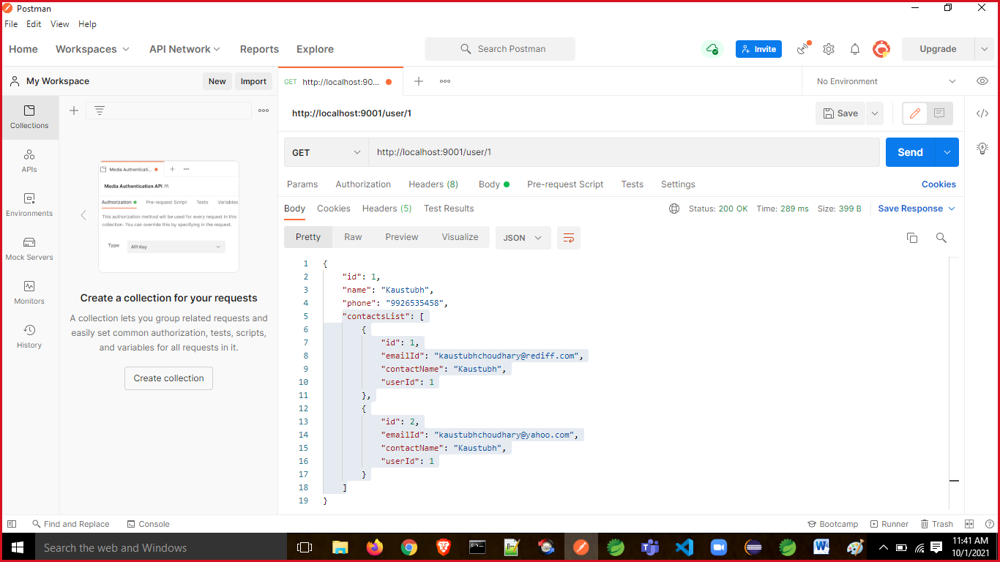 Postman
File Edit View Help
Home Workspaces API Network Reports Explore Search Postman Invite Upgrade
My Workspace New Import
GET http://localhost:90... No Environment
http://localhost:9001/user/1 Save
GET http://localhost:9001/user/1 Send
Params Authorization Headers (8) Body Pre-request Script Tests Settings Cookies
Body Cookies Headers (5) Test Results Status: 200 OK Time: 289 ms Size: 399 B Save Response
Pretty Raw Preview Visualize JSON
Collections
APIs
Environments
Mock Servers
Monitors
History
Media Authenticati...
Media Authentication API
Authorization Pre-request Script Tests Variables
This authorization method will be used for every request in this
collection. You can override this by specifying in the request.
Type API Key
Create a collection for your requests
A collection lets you group related requests and
easily set common authorization, tests, scripts,
and variables for all requests in it.
Create collection
1 {
2 "id": 1,
3 "name": "Kaustubh",
4 "phone": "9926535458",
5 "contactsList": [
6 {
7 "id": 1,
8 "emailId": "kaustubhchoudhary@rediff.com",
9 "contactName": "Kaustubh",
10 "userId": 1
11 },
12 {
13 "id": 2,
14 "emailId": "kaustubhchoudhary@yahoo.com",
15 "contactName": "Kaustubh",
16 "userId": 1
17 }
18 ]
19 }
Find and Replace Console Bootcamp Runner Trash
Search the web and Windows
11:41 AM
10/1/2021